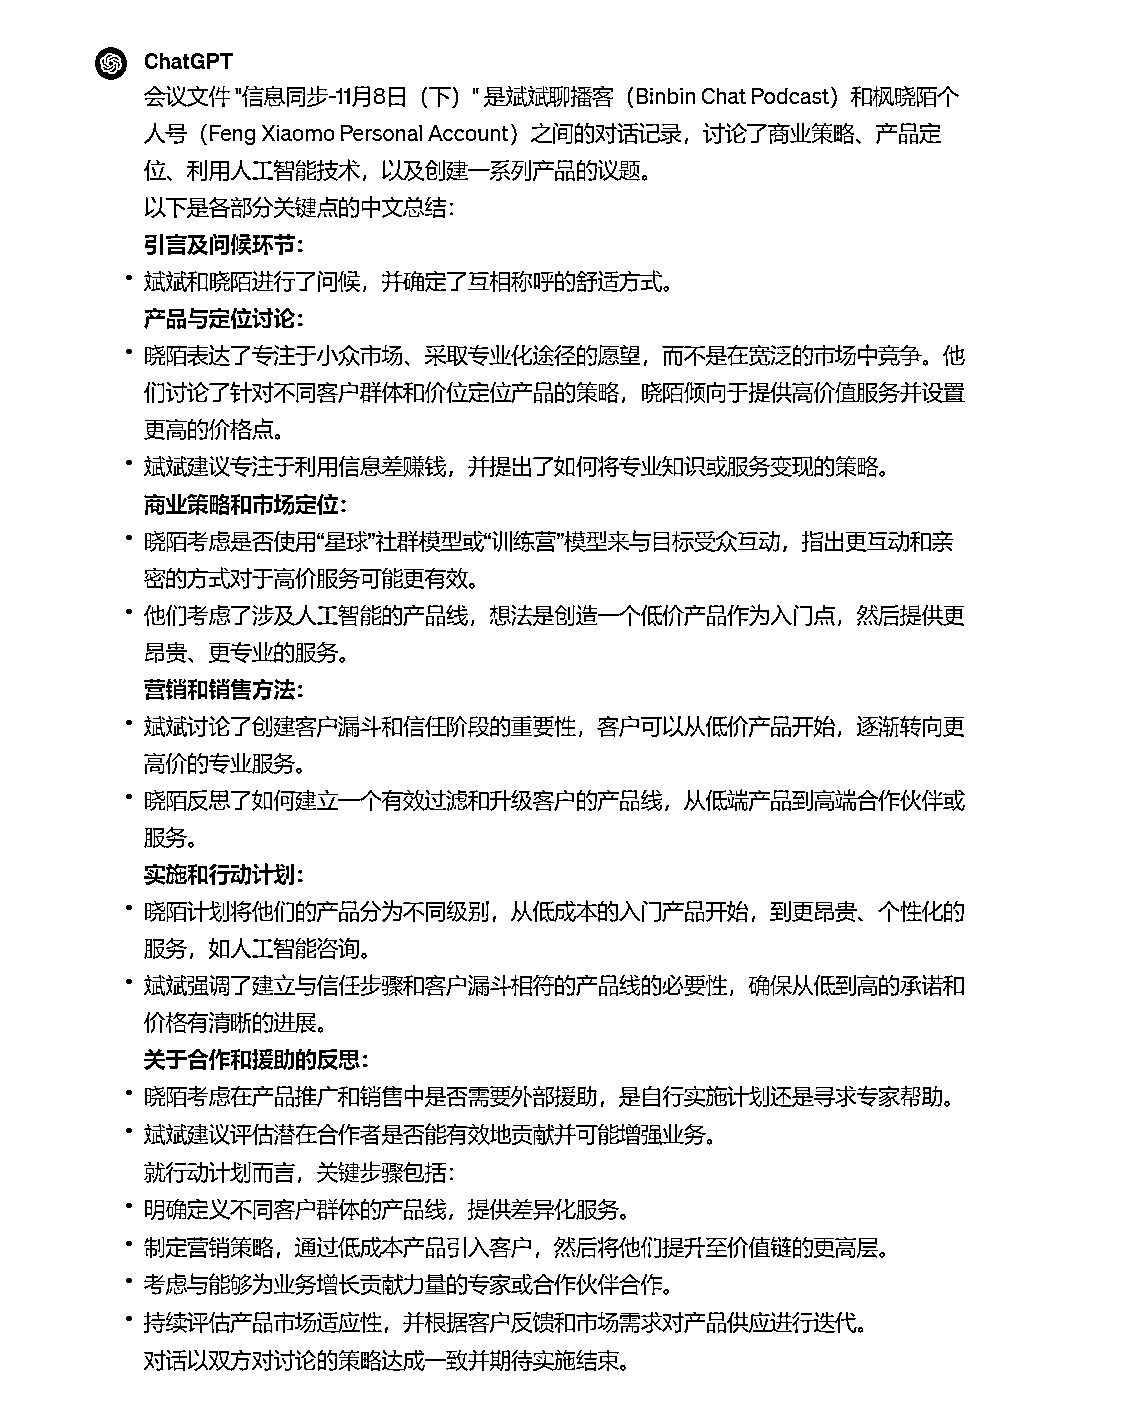 ChatGPT
会议文件 "信息同步-11月8日（下）" 是斌斌聊播客（Binbin Chat Podcast）和枫晓陌个
人号（Feng Xiaomo Personal Account）之间的对话记录，讨论了商业策略、产品定
位、利用人工智能技术，以及创建一系列产品的议题。
以下是各部分关键点的中文总结：
引言及问候环节：
• 斌斌和晓陌进行了问候，并确定了互相称呼的舒适方式。
产品与定位讨论：
• 晓陌表达了专注于小众市场、采取专业化途径的愿望，而不是在宽泛的市场中竞争。他
们讨论了针对不同客户群体和价位定位产品的策略，晓陌倾向于提供高价值服务并设置
更高的价格点。
• 斌斌建议专注于利用信息差赚钱，并提出了如何将专业知识或服务变现的策略。
商业策略和市场定位：
• 晓陌考虑是否使用“星球”社群模型或“训练营”模型来与目标受众互动，指出更互动和亲
密的方式对于高价服务可能更有效。
• 他们考虑了涉及人工智能的产品线，想法是创造一个低价产品作为入门点，然后提供更
昂贵、更专业的服务。
营销和销售方法：
• 斌斌讨论了创建客户漏斗和信任阶段的重要性，客户可以从低价产品开始，逐渐转向更
高价的专业服务。
• 晓陌反思了如何建立一个有效过滤和升级客户的产品线，从低端产品到高端合作伙伴或
服务。
实施和行动计划：
• 晓陌计划将他们的产品分为不同级别，从低成本的入门产品开始，到更昂贵、个性化的
服务，如人工智能咨询。
• 斌斌强调了建立与信任步骤和客户漏斗相符的产品线的必要性，确保从低到高的承诺和
价格有清晰的进展。
关于合作和援助的反思：
• 晓陌考虑在产品推广和销售中是否需要外部援助，是自行实施计划还是寻求专家帮助。
• 斌斌建议评估潜在合作者是否能有效地贡献并可能增强业务。
就行动计划而言，关键步骤包括：
• 明确定义不同客户群体的产品线，提供差异化服务。
• 制定营销策略，通过低成本产品引入客户，然后将他们提升至价值链的更高层。
• 考虑与能够为业务增长贡献力量的专家或合作伙伴合作。
• 持续评估产品市场适应性，并根据客户反馈和市场需求对产品供应进行迭代。
对话以双方对讨论的策略达成一致并期待实施结束。